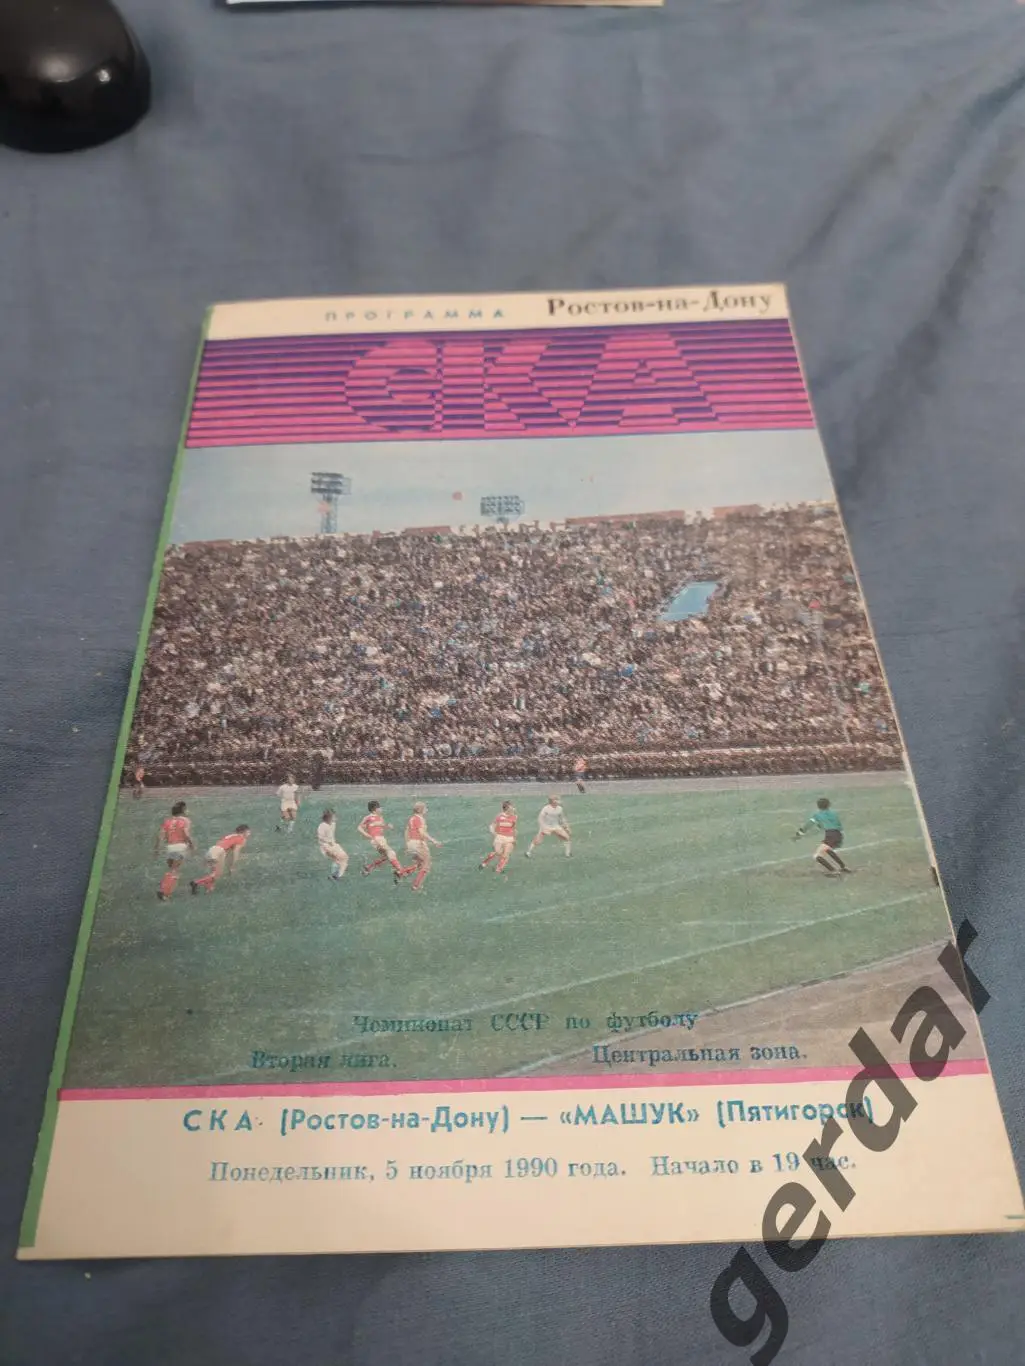 ПРОГРАММА Ростов-на-Дону
СКА
Чемпионат СССР по футболу
Вторая лига. Центральная зона.
СКА (Ростов-на-Дону) — «МАШУК» (Пятигорск)
Понедельник, 5 ноября 1990 года. Начало в 19 час.
gerdar